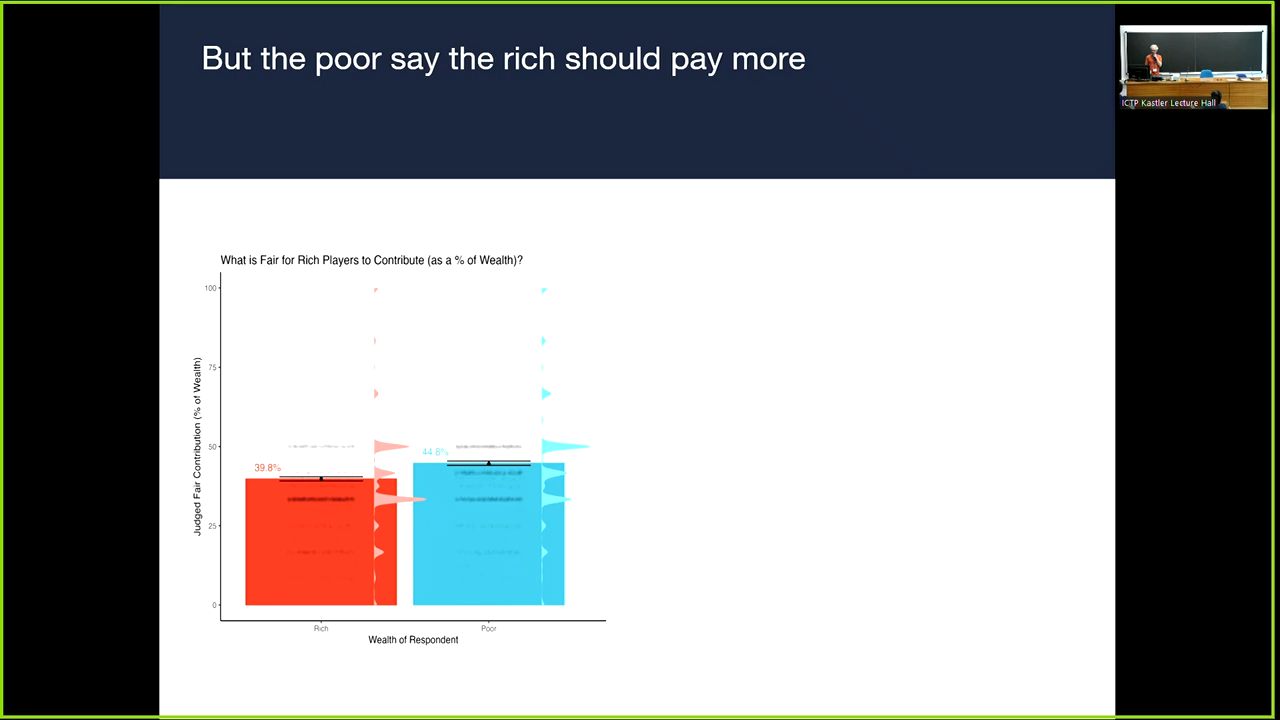 But the poor say the rich should pay more
ICTP Kastler Lecture Hall
What is Fair for Rich Players to Contribute (as a % of Wealth)?
Judged Fair Contribution (% of Wealth)
100
75
50
25
0
39.8%
44.8%
Rich
Poor
Wealth of Respondent